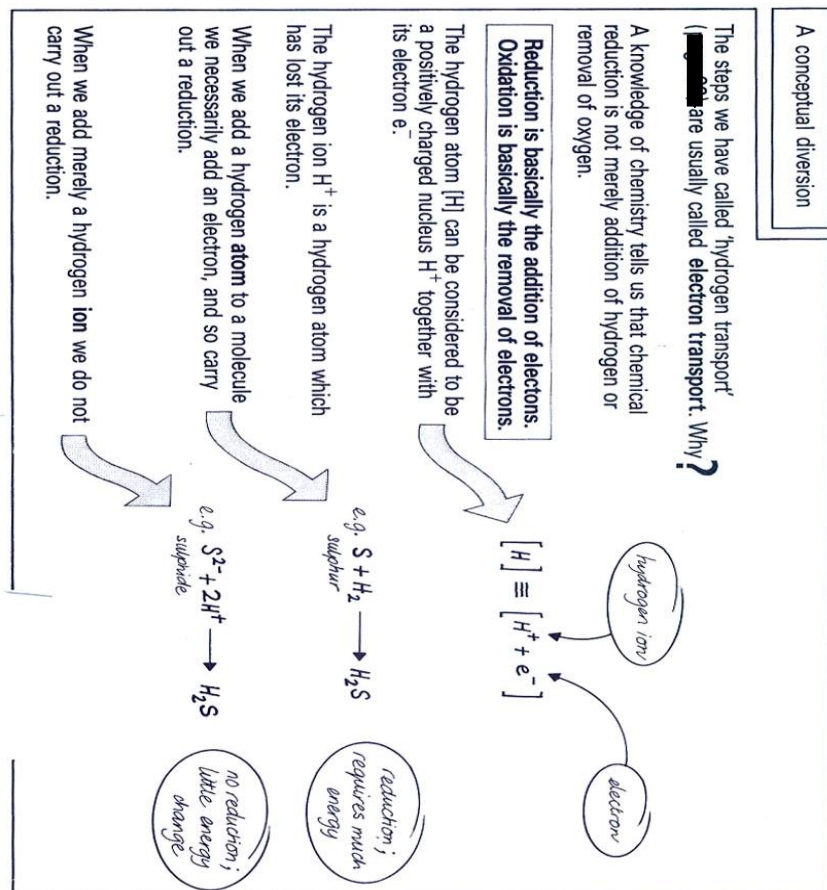 A conceptual diversion
The steps we have called 'hydrogen transport'
are usually called electron transport. Why?
A knowledge of chemistry tells us that chemical
reduction is not merely addition of hydrogen or
removal of oxygen.
Reduction is basically the addition of electons.
Oxidation is basically the removal of electrons.
The hydrogen atom [H] can be considered to be
a positively charged nucleus H⁺ together with
its electron e⁻.
The hydrogen ion H⁺ is a hydrogen atom which
has lost its electron.
When we add a hydrogen atom to a molecule
we necessarily add an electron, and so carry
out a reduction.
When we add merely a hydrogen ion we do not
carry out a reduction.
hydrogen ion
electron
[H] ≡ [H⁺ + e⁻]
e.g. S + H₂ → H₂S
sulphur
reduction;
requires much
energy
e.g. S²⁻ + 2H⁺ → H₂S
sulphide
no reduction;
little energy
change